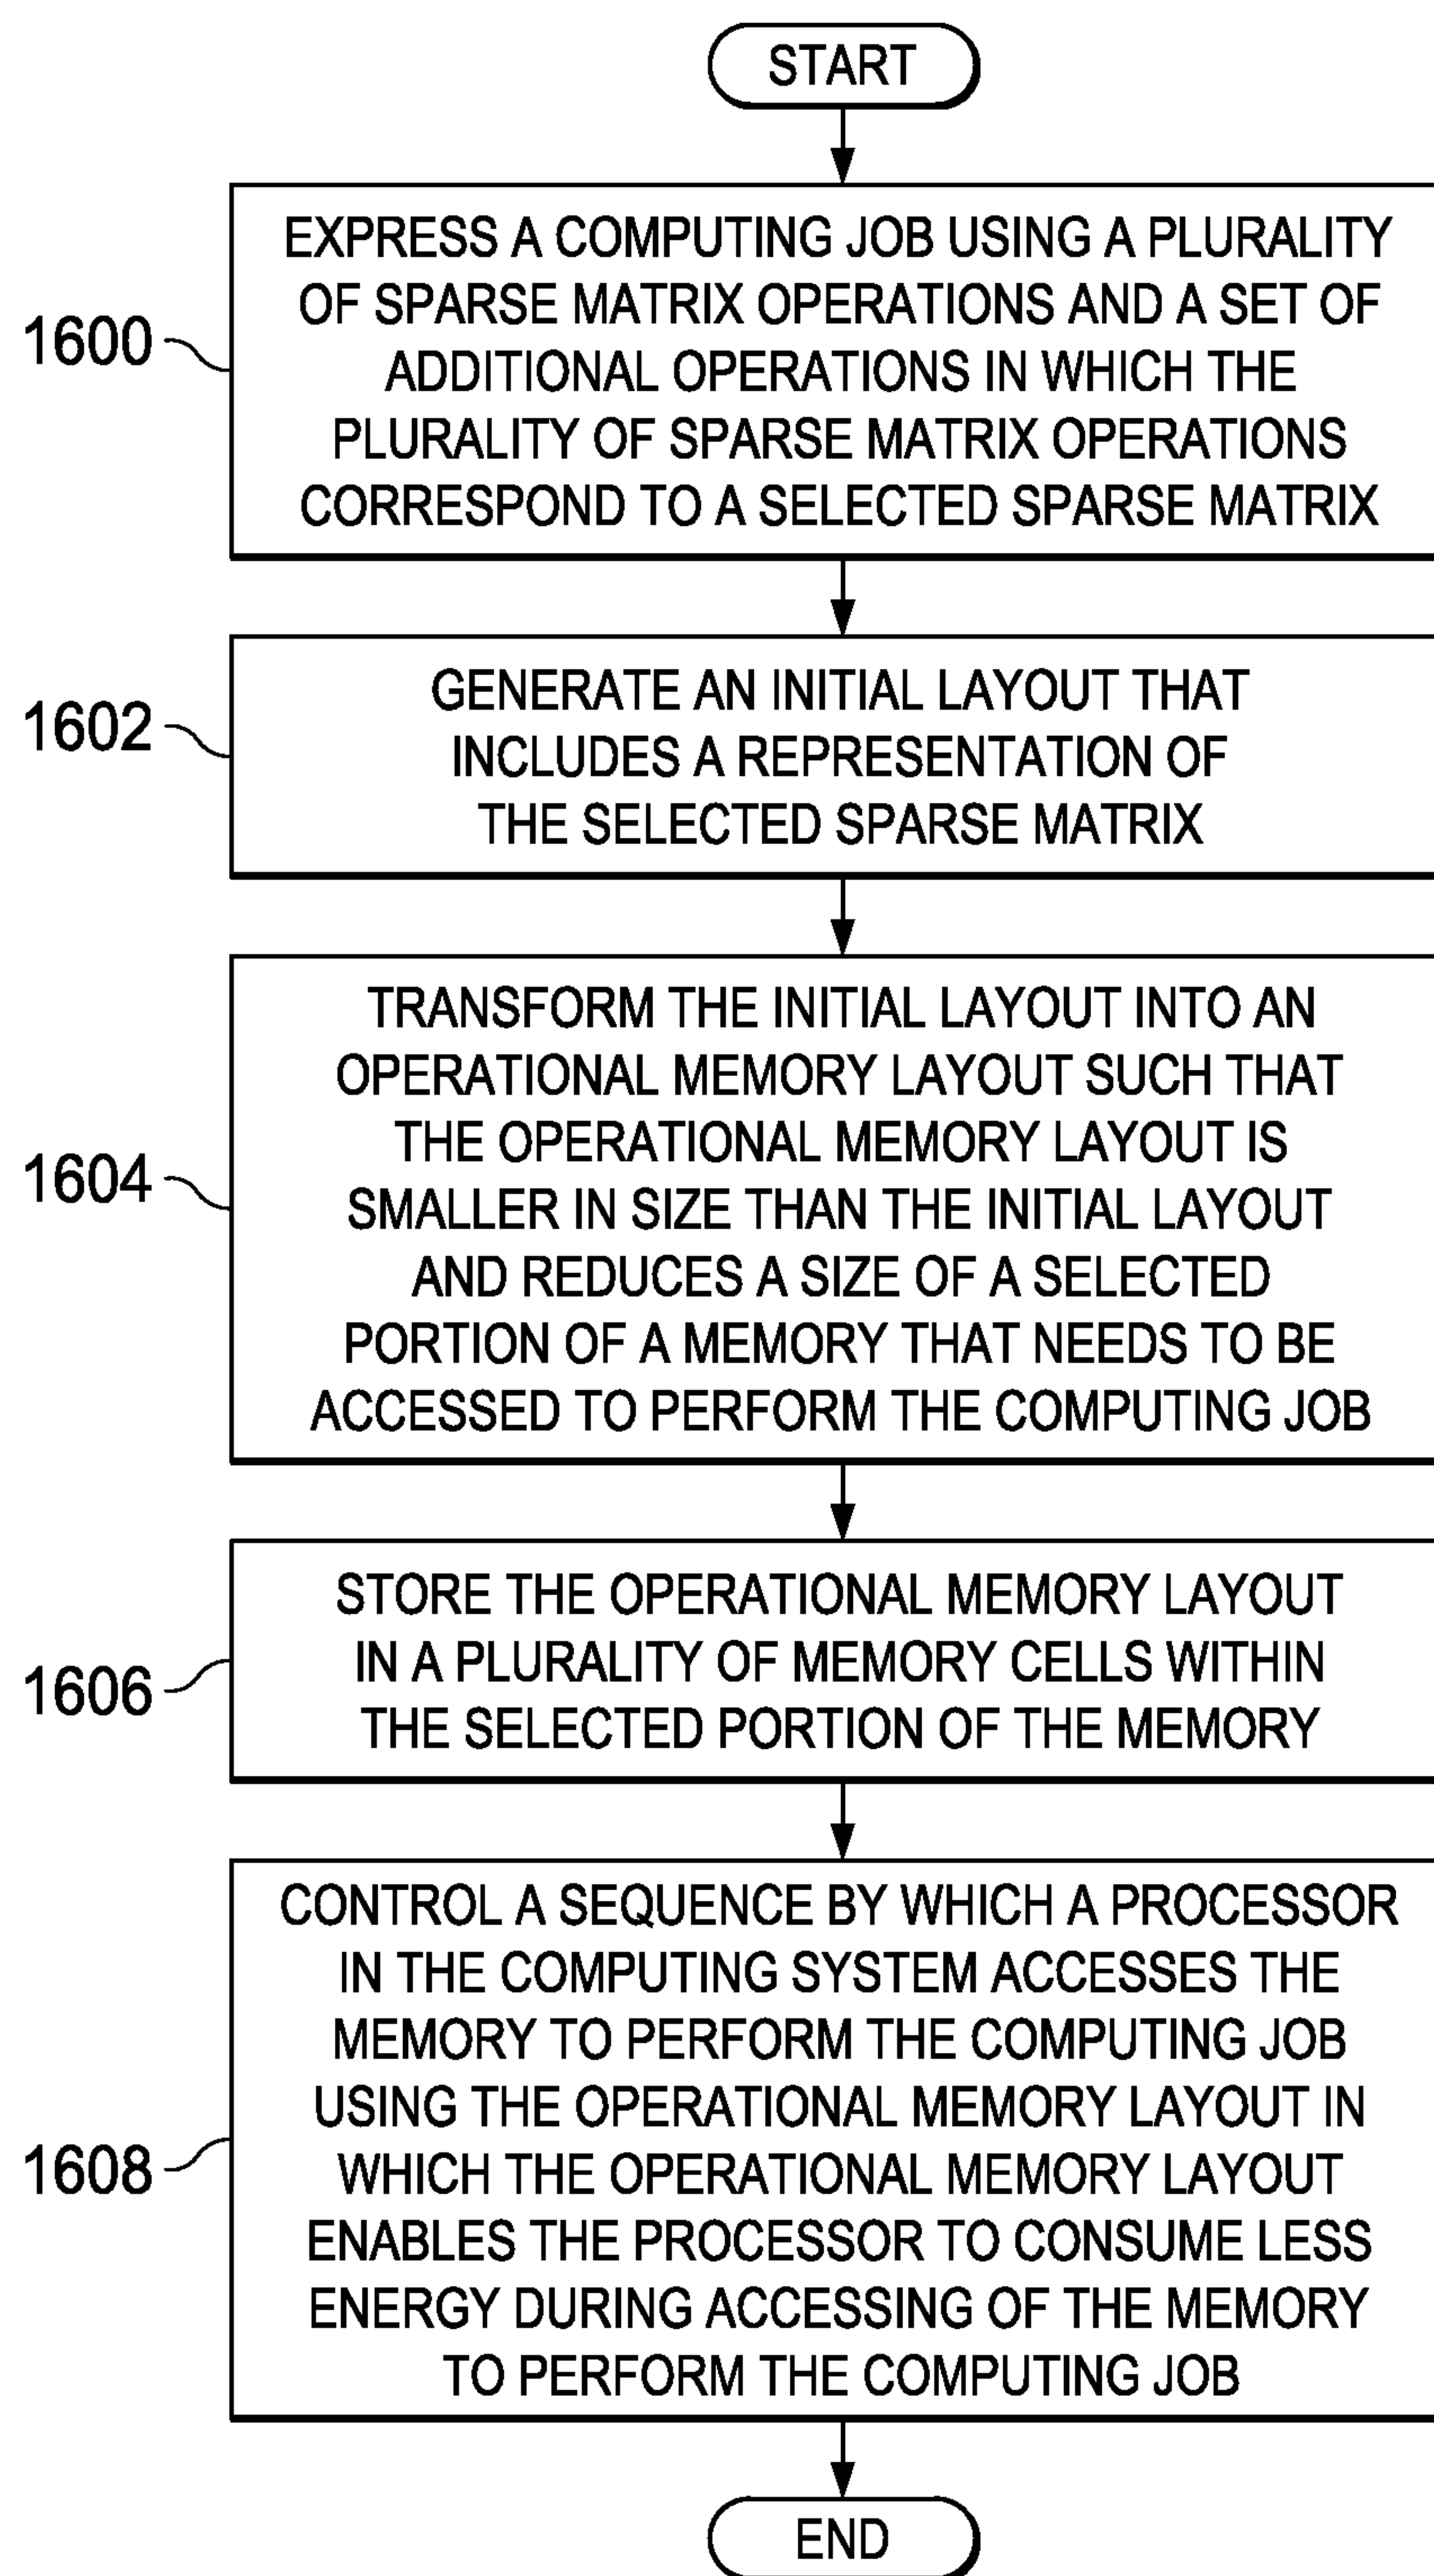 START
1600
EXPRESS A COMPUTING JOB USING A PLURALITY
OF SPARSE MATRIX OPERATIONS AND A SET OF
ADDITIONAL OPERATIONS IN WHICH THE
PLURALITY OF SPARSE MATRIX OPERATIONS
CORRESPOND TO A SELECTED SPARSE MATRIX
1602
GENERATE AN INITIAL LAYOUT THAT
INCLUDES A REPRESENTATION OF
THE SELECTED SPARSE MATRIX
1604
TRANSFORM THE INITIAL LAYOUT INTO AN
OPERATIONAL MEMORY LAYOUT SUCH THAT
THE OPERATIONAL MEMORY LAYOUT IS
SMALLER IN SIZE THAN THE INITIAL LAYOUT
AND REDUCES A SIZE OF A SELECTED
PORTION OF A MEMORY THAT NEEDS TO BE
ACCESSED TO PERFORM THE COMPUTING JOB
1606
STORE THE OPERATIONAL MEMORY LAYOUT
IN A PLURALITY OF MEMORY CELLS WITHIN
THE SELECTED PORTION OF THE MEMORY
1608
CONTROL A SEQUENCE BY WHICH A PROCESSOR
IN THE COMPUTING SYSTEM ACCESSES THE
MEMORY TO PERFORM THE COMPUTING JOB
USING THE OPERATIONAL MEMORY LAYOUT IN
WHICH THE OPERATIONAL MEMORY LAYOUT
ENABLES THE PROCESSOR TO CONSUME LESS
ENERGY DURING ACCESSING OF THE MEMORY
TO PERFORM THE COMPUTING JOB
END